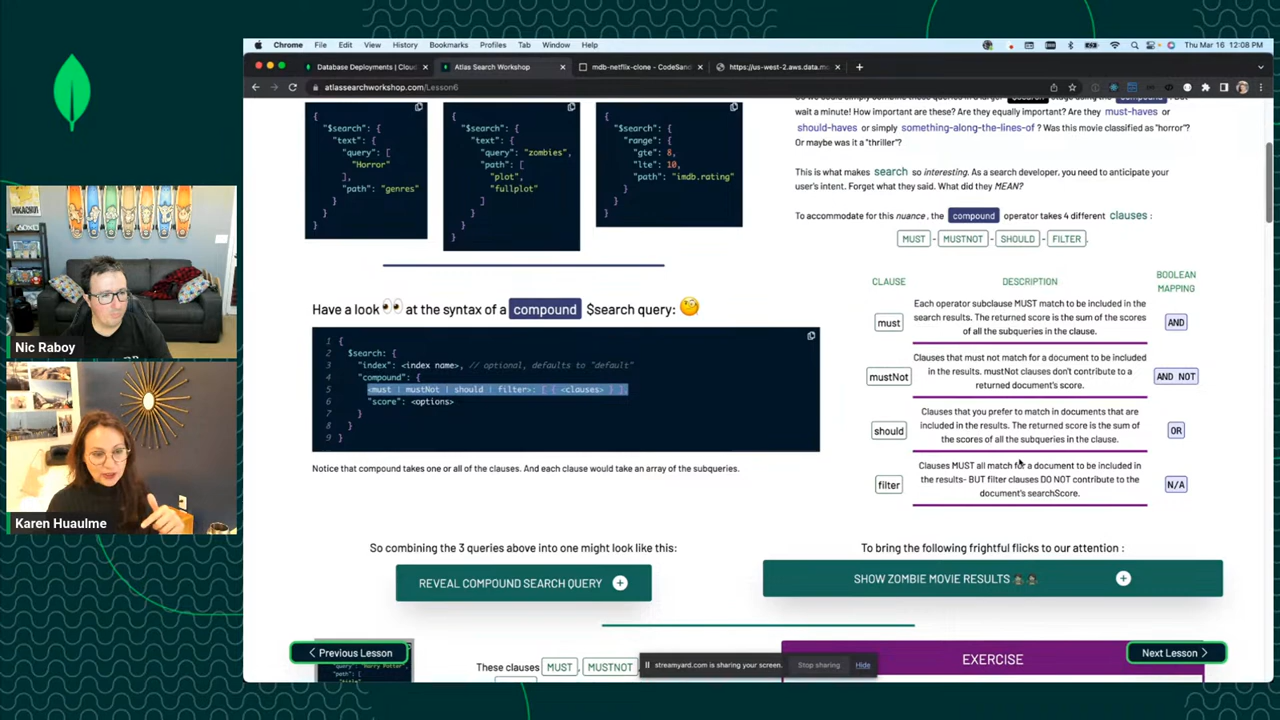 Chrome File Edit View History Bookmarks Profiles Tab Window Help
Thu Mar 16 12:08 PM
Database Deployments | Cloud
Atlas Search Workshop
mdb-netflix-clone - CodeSand
https://us-west-2.aws.data.m
atlassearchworkshop.com/Lesson6
{
"$search": {
"text": {
"query": [
"Horror"
],
"path": "genres"
}
}
}
{
"$search": {
"text": {
"query": "zombies",
"path": [
"plot",
"fullplot"
]
}
}
}
{
"$search": {
"range": {
"gte": 8,
"lte": 10,
"path": "imdb.rating"
}
}
}
Have a look 👀 at the syntax of a compound $search query: 🧐
1 {
2 $search: {
3 "index": <index name>, // optional, defaults to "default"
4 "compound": {
5 <must | mustNot | should | filter>: [ { <clauses> } ],
6 "score": <options>
7 }
8 }
9 }
Notice that compound takes one or all of the clauses. And each clause would take an array of the subqueries.
So combining the 3 queries above into one might look like this:
REVEAL COMPOUND SEARCH QUERY +
wait a minute! How important are these? Are they equally important? Are they must-haves or
should-haves or simply something-along-the-lines-of ? Was this movie classified as "horror"?
Or maybe was it a "thriller"?
This is what makes search so interesting. As a search developer, you need to anticipate your
user's intent. Forget what they said. What did they MEAN?
To accommodate for this nuance, the compound operator takes 4 different clauses :
MUST - MUSTNOT - SHOULD - FILTER .
CLAUSE DESCRIPTION BOOLEAN
MAPPING
Each operator subclause MUST match to be included in the
must search results. The returned score is the sum of the scores AND
of all the subqueries in the clause.
Clauses that must not match for a document to be included
mustNot in the results. mustNot clauses don't contribute to a AND NOT
returned document's score.
Clauses that you prefer to match in documents that are
should included in the results. The returned score is the sum of OR
the scores of all the subqueries in the clause.
Clauses MUST all match for a document to be included in
filter the results- BUT filter clauses DO NOT contribute to the N/A
document's searchScore.
To bring the following frightful flicks to our attention :
SHOW ZOMBIE MOVIE RESULTS +
Previous Lesson
These clauses MUST , MUSTNOT ,
streamyard.com is sharing your screen. Stop sharing Hide
EXERCISE
Next Lesson
Nic Raboy
Karen Huaulme